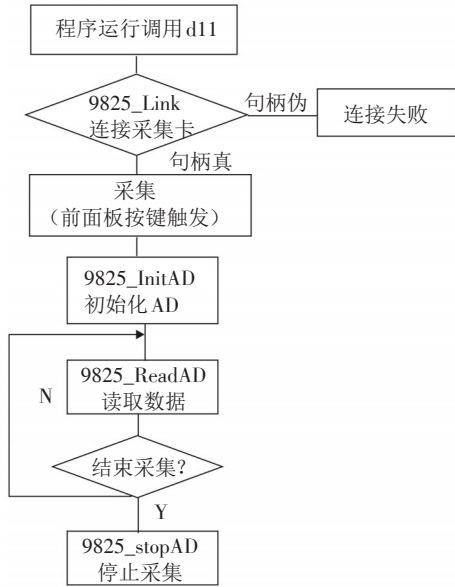 程序运行调用d11
9825_Link
连接采集卡
句柄伪
连接失败
句柄真
采集
（前面板按键触发）
9825_InitAD
初始化AD
9825_ReadAD
读取数据
N
结束采集？
Y
9825_stopAD
停止采集